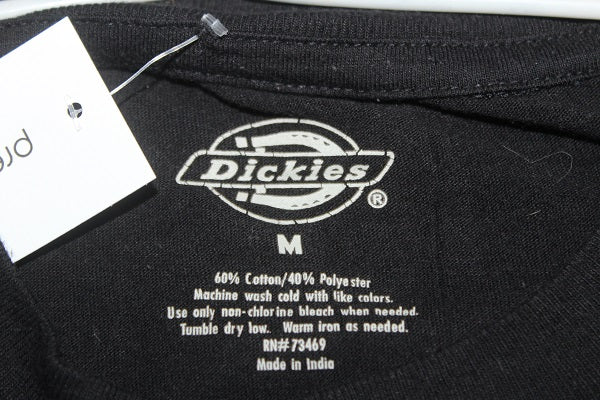 Dickies
®
M
60% Cotton/40% Polyester
Machine wash cold with like colors.
Use only non-chlorine bleach when needed.
Tumble dry low. Warm iron as needed.
RN#73469
Made in India
pre